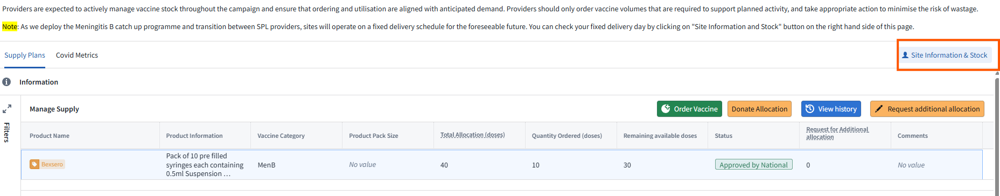 Providers are expected to actively manage vaccine stock throughout the campaign and ensure that ordering and utilisation are aligned with anticipated demand. Providers should only order vaccine volumes that are required to support planned activity, and take appropriate action to minimise the risk of wastage.
Note: As we deploy the Meningitis B catch up programme and transition between SPL providers, sites will operate on a fixed delivery schedule for the foreseeable future. You can check your fixed delivery day by clicking on "Site Information and Stock" button on the right hand side of this page.
Supply Plans Covid Metrics Site Information & Stock
Information
Filters
Manage Supply Order Vaccine Donate Allocation View history Request additional allocation
Product Name Product Information Vaccine Category Product Pack Size Total Allocation (doses) Quantity Ordered (doses) Remaining available doses Status Request for Additional allocation Comments
Bexsero Pack of 10 pre filled syringes each containing 0.5ml Suspension … MenB No value 40 10 30 Approved by National 0 No value